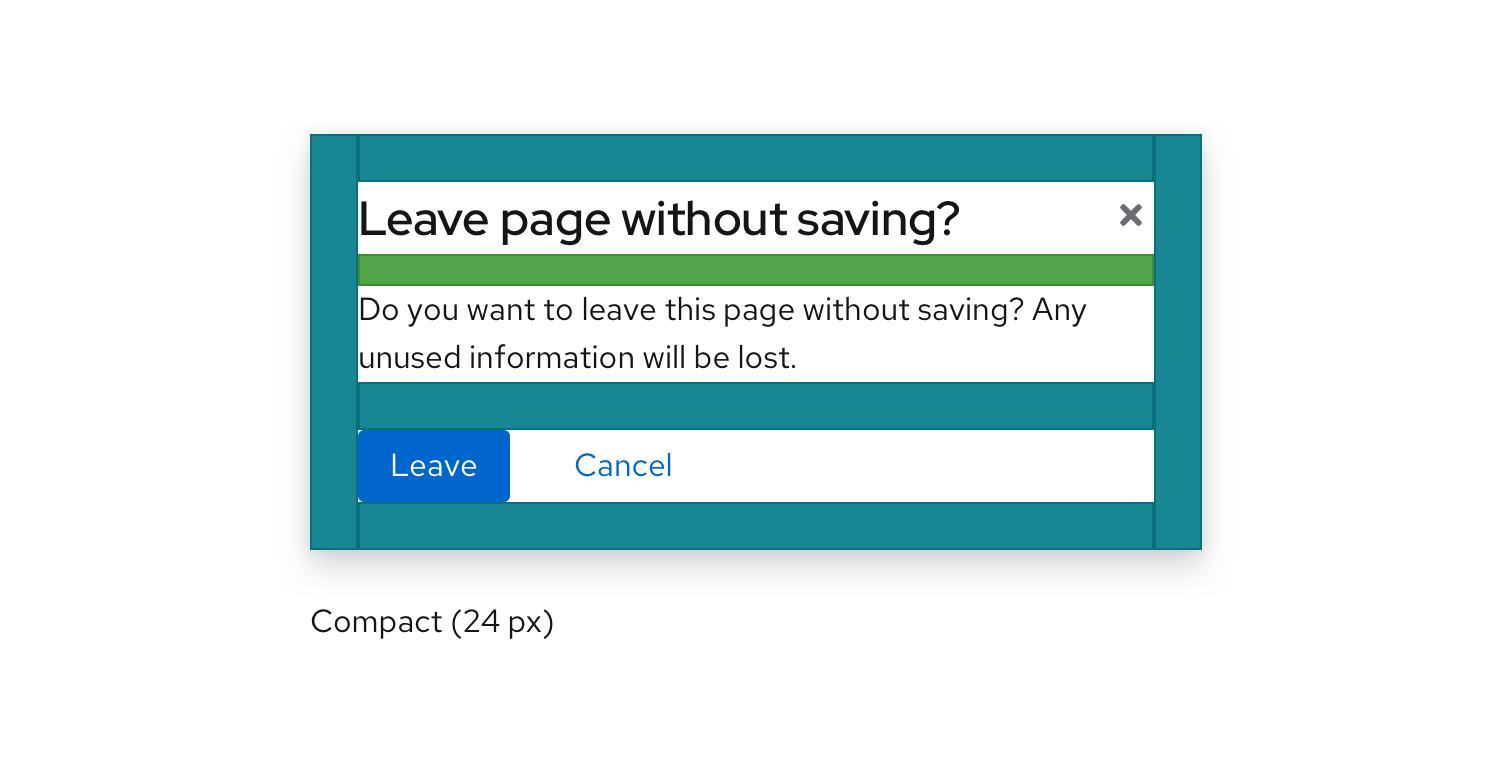 Leave page without saving?
Do you want to leave this page without saving? Any
unused information will be lost.
Leave Cancel
Compact (24 px)